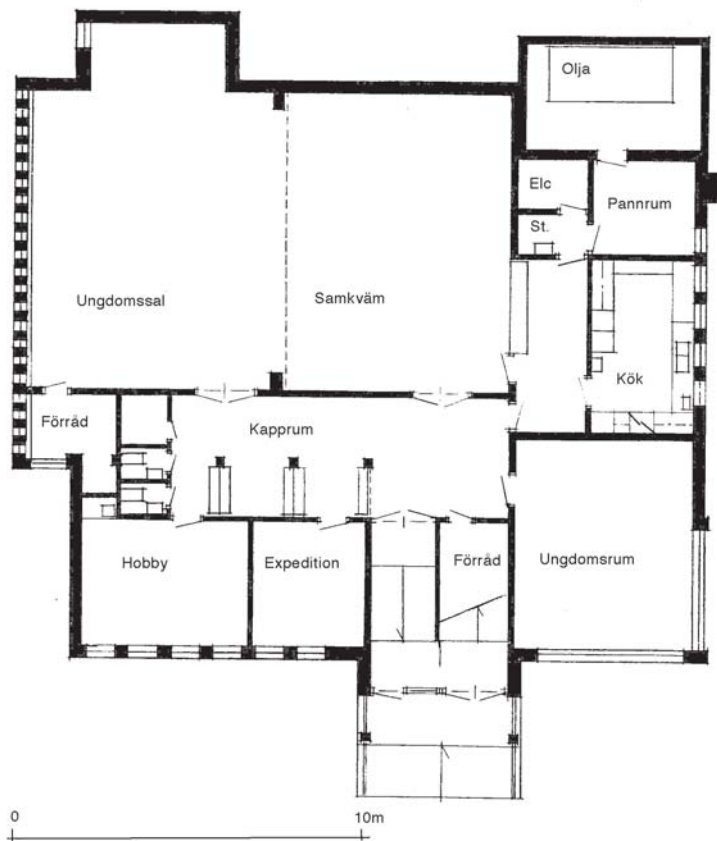 Olja
Elc
Pannrum
St.
Ungdomssal
Samkväm
Kök
Förråd
Kapprum
Hobby
Expedition
Förråd
Ungdomsrum
0
10m